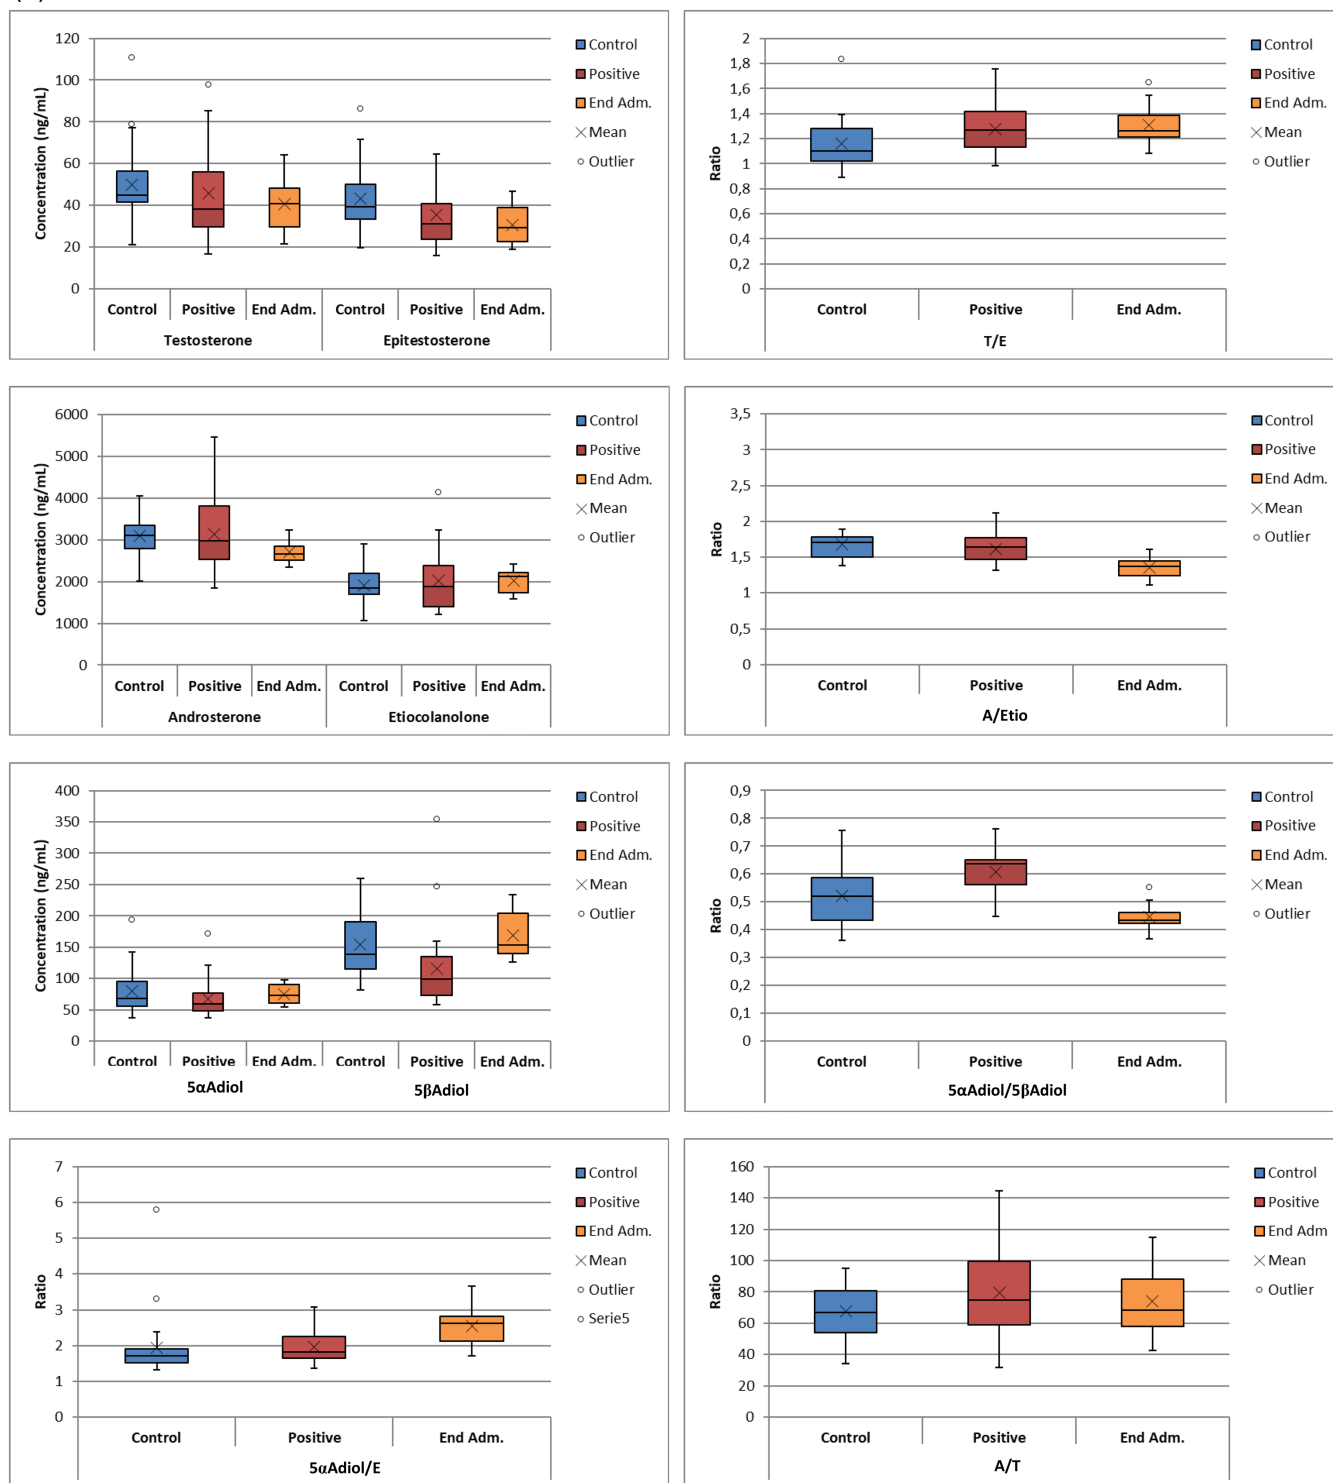 120
100
80
60
40
20
0
Concentration (ng/mL)
Control Positive End Adm. Control Positive End Adm.
Testosterone Epitestosterone
Control
Positive
End Adm.
Mean
Outlier
2
1,8
1,6
1,4
1,2
1
0,8
0,6
0,4
0,2
0
Ratio
Control Positive End Adm.
T/E
Control
Positive
End Adm.
Mean
Outlier
6000
5000
4000
3000
2000
1000
0
Concentration (ng/mL)
Control Positive End Adm. Control Positive End Adm.
Androsterone Etiocolanolone
Control
Positive
End Adm.
Mean
Outlier
3,5
3
2,5
2
1,5
1
0,5
0
Ratio
Control Positive End Adm.
A/Etio
Control
Positive
End Adm.
Mean
Outlier
400
350
300
250
200
150
100
50
0
Concentration (ng/mL)
Control Positive End Adm. Control Positive End Adm.
5αAdiol 5βAdiol
Control
Positive
End Adm.
Mean
Outlier
0,9
0,8
0,7
0,6
0,5
0,4
0,3
0,2
0,1
0
Ratio
Control Positive End Adm.
5αAdiol/5βAdiol
Control
Positive
End Adm.
Mean
Outlier
7
6
5
4
3
2
1
0
Ratio
Control Positive End Adm.
5αAdiol/E
Control
Positive
End Adm.
Mean
Outlier
Serie5
160
140
120
100
80
60
40
20
0
Ratio
Control Positive End Adm.
A/T
Control
Positive
End Adm
Mean
Outlier